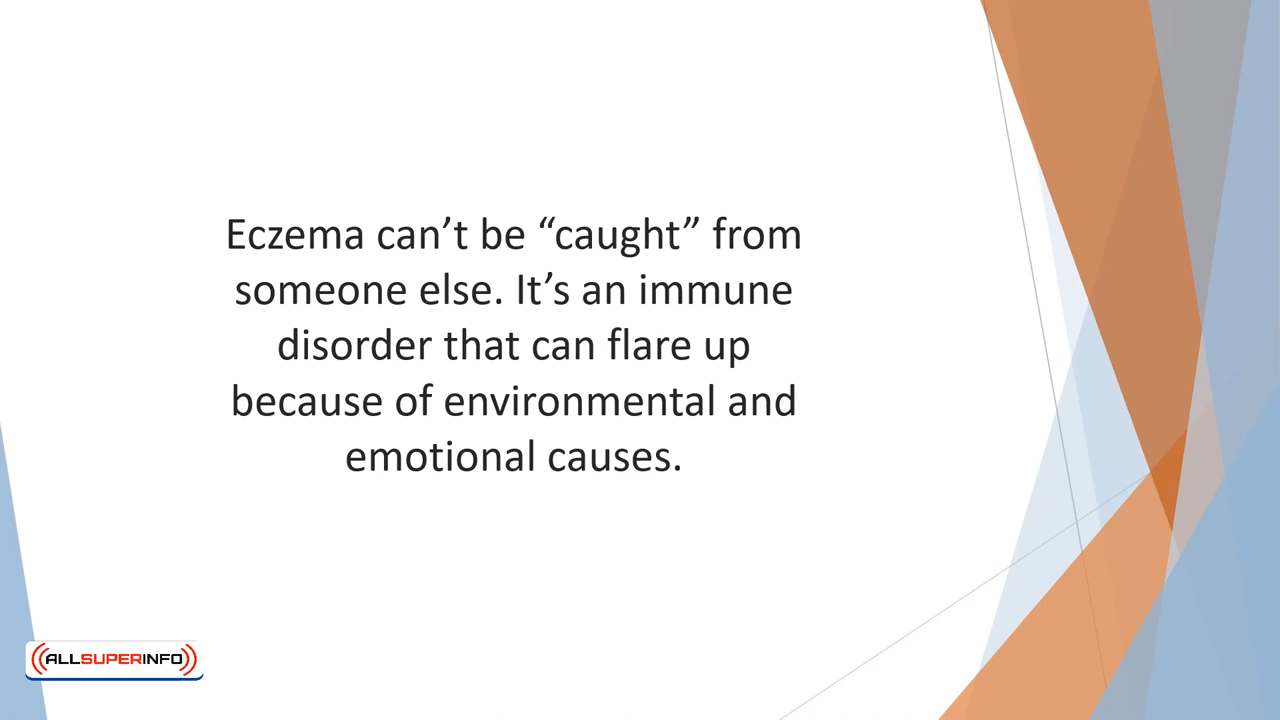 Eczema can’t be “caught” from
someone else. It’s an immune
disorder that can flare up
because of environmental and
emotional causes.
ALLSUPERINFO